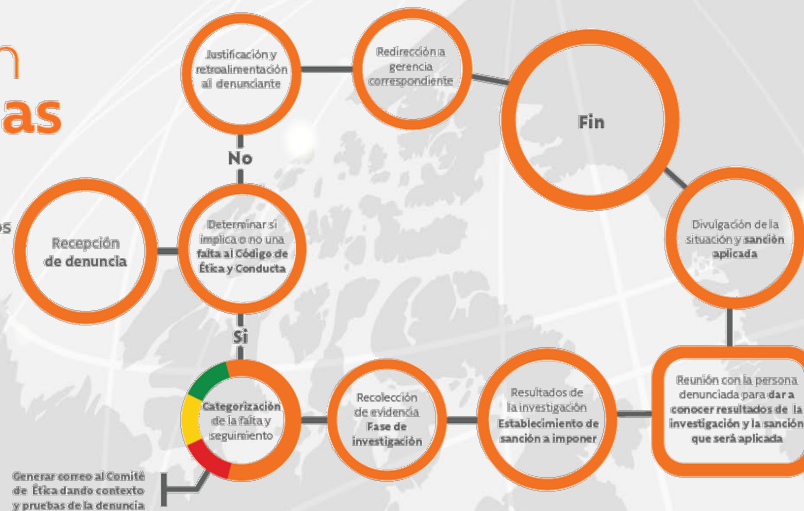 n
as
os
Recepción
de denuncia
Determinar si
implica o no una
falta al Código de
Ética y Conducta
No
Justificación y
retroalimentación
al denunciante
Redirección a
gerencia
correspondiente
Fin
Si
Categorización
de la falta y
seguimiento
Generar correo al Comité
de Ética dando contexto
y pruebas de la denuncia
Recolección
de evidencia
Fase de
investigación
Resultados de
la investigación
Establecimiento de
sanción a imponer
Reunión con la persona
denunciada para dar a
conocer resultados de la
investigación y la sanción
que será aplicada
Divulgación de la
situación y sanción
aplicada